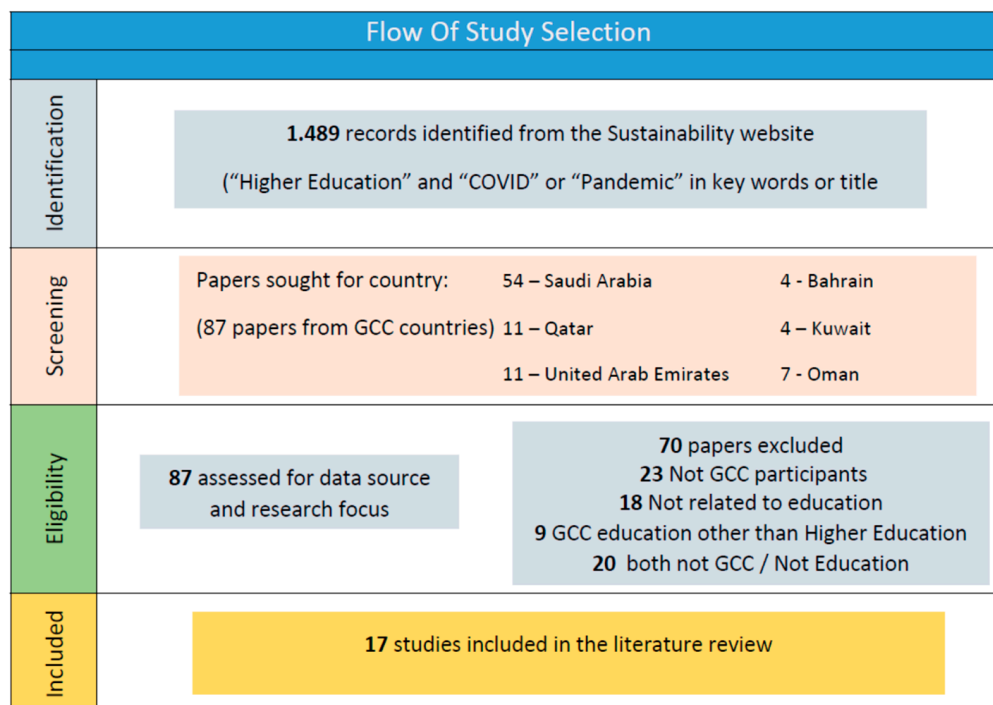 Flow Of Study Selection
Identification
1.489 records identified from the Sustainability website
(“Higher Education” and “COVID” or “Pandemic” in key words or title
Screening
Papers sought for country:
(87 papers from GCC countries)
54 – Saudi Arabia
11 – Qatar
11 – United Arab Emirates
4 - Bahrain
4 – Kuwait
7 - Oman
Eligibility
87 assessed for data source
and research focus
70 papers excluded
23 Not GCC participants
18 Not related to education
9 GCC education other than Higher Education
20 both not GCC / Not Education
Included
17 studies included in the literature review